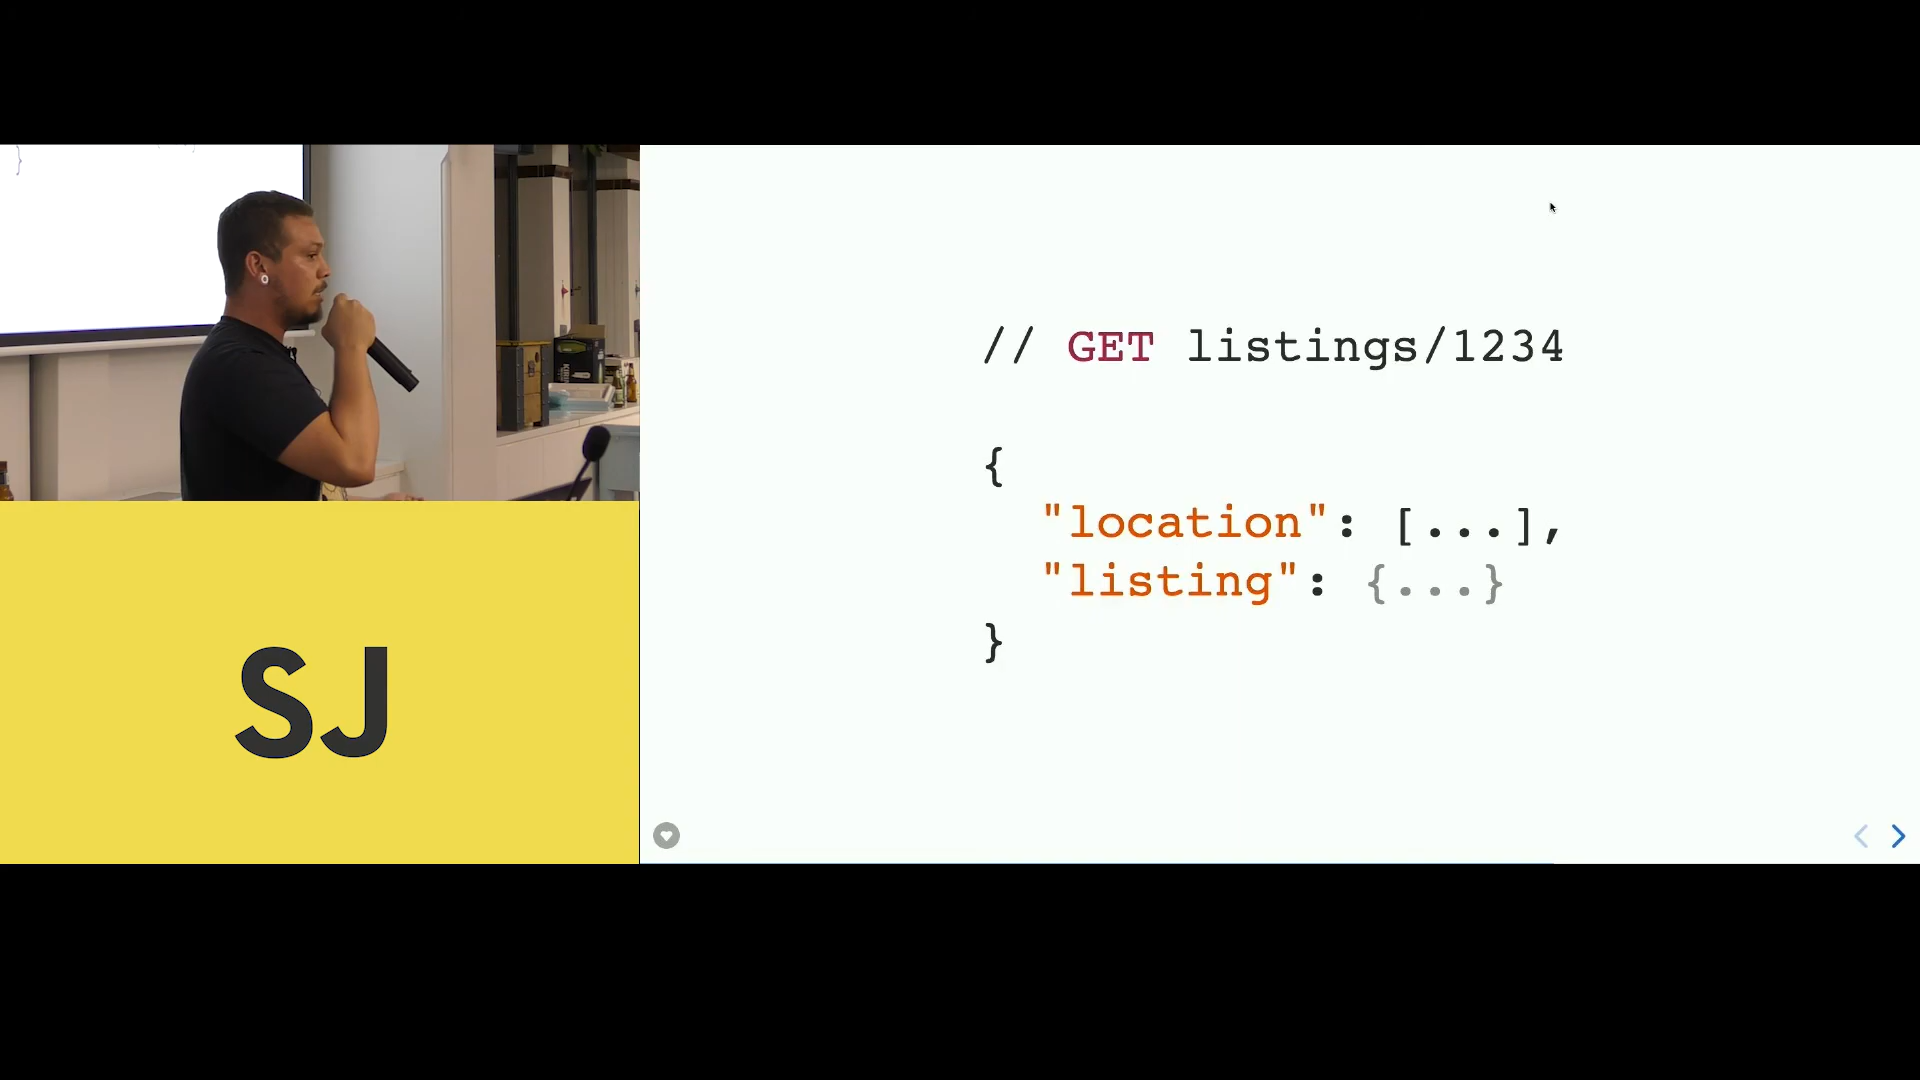 // GET listings/1234
{
"location": [...],
"listing": {...}
}
SJ